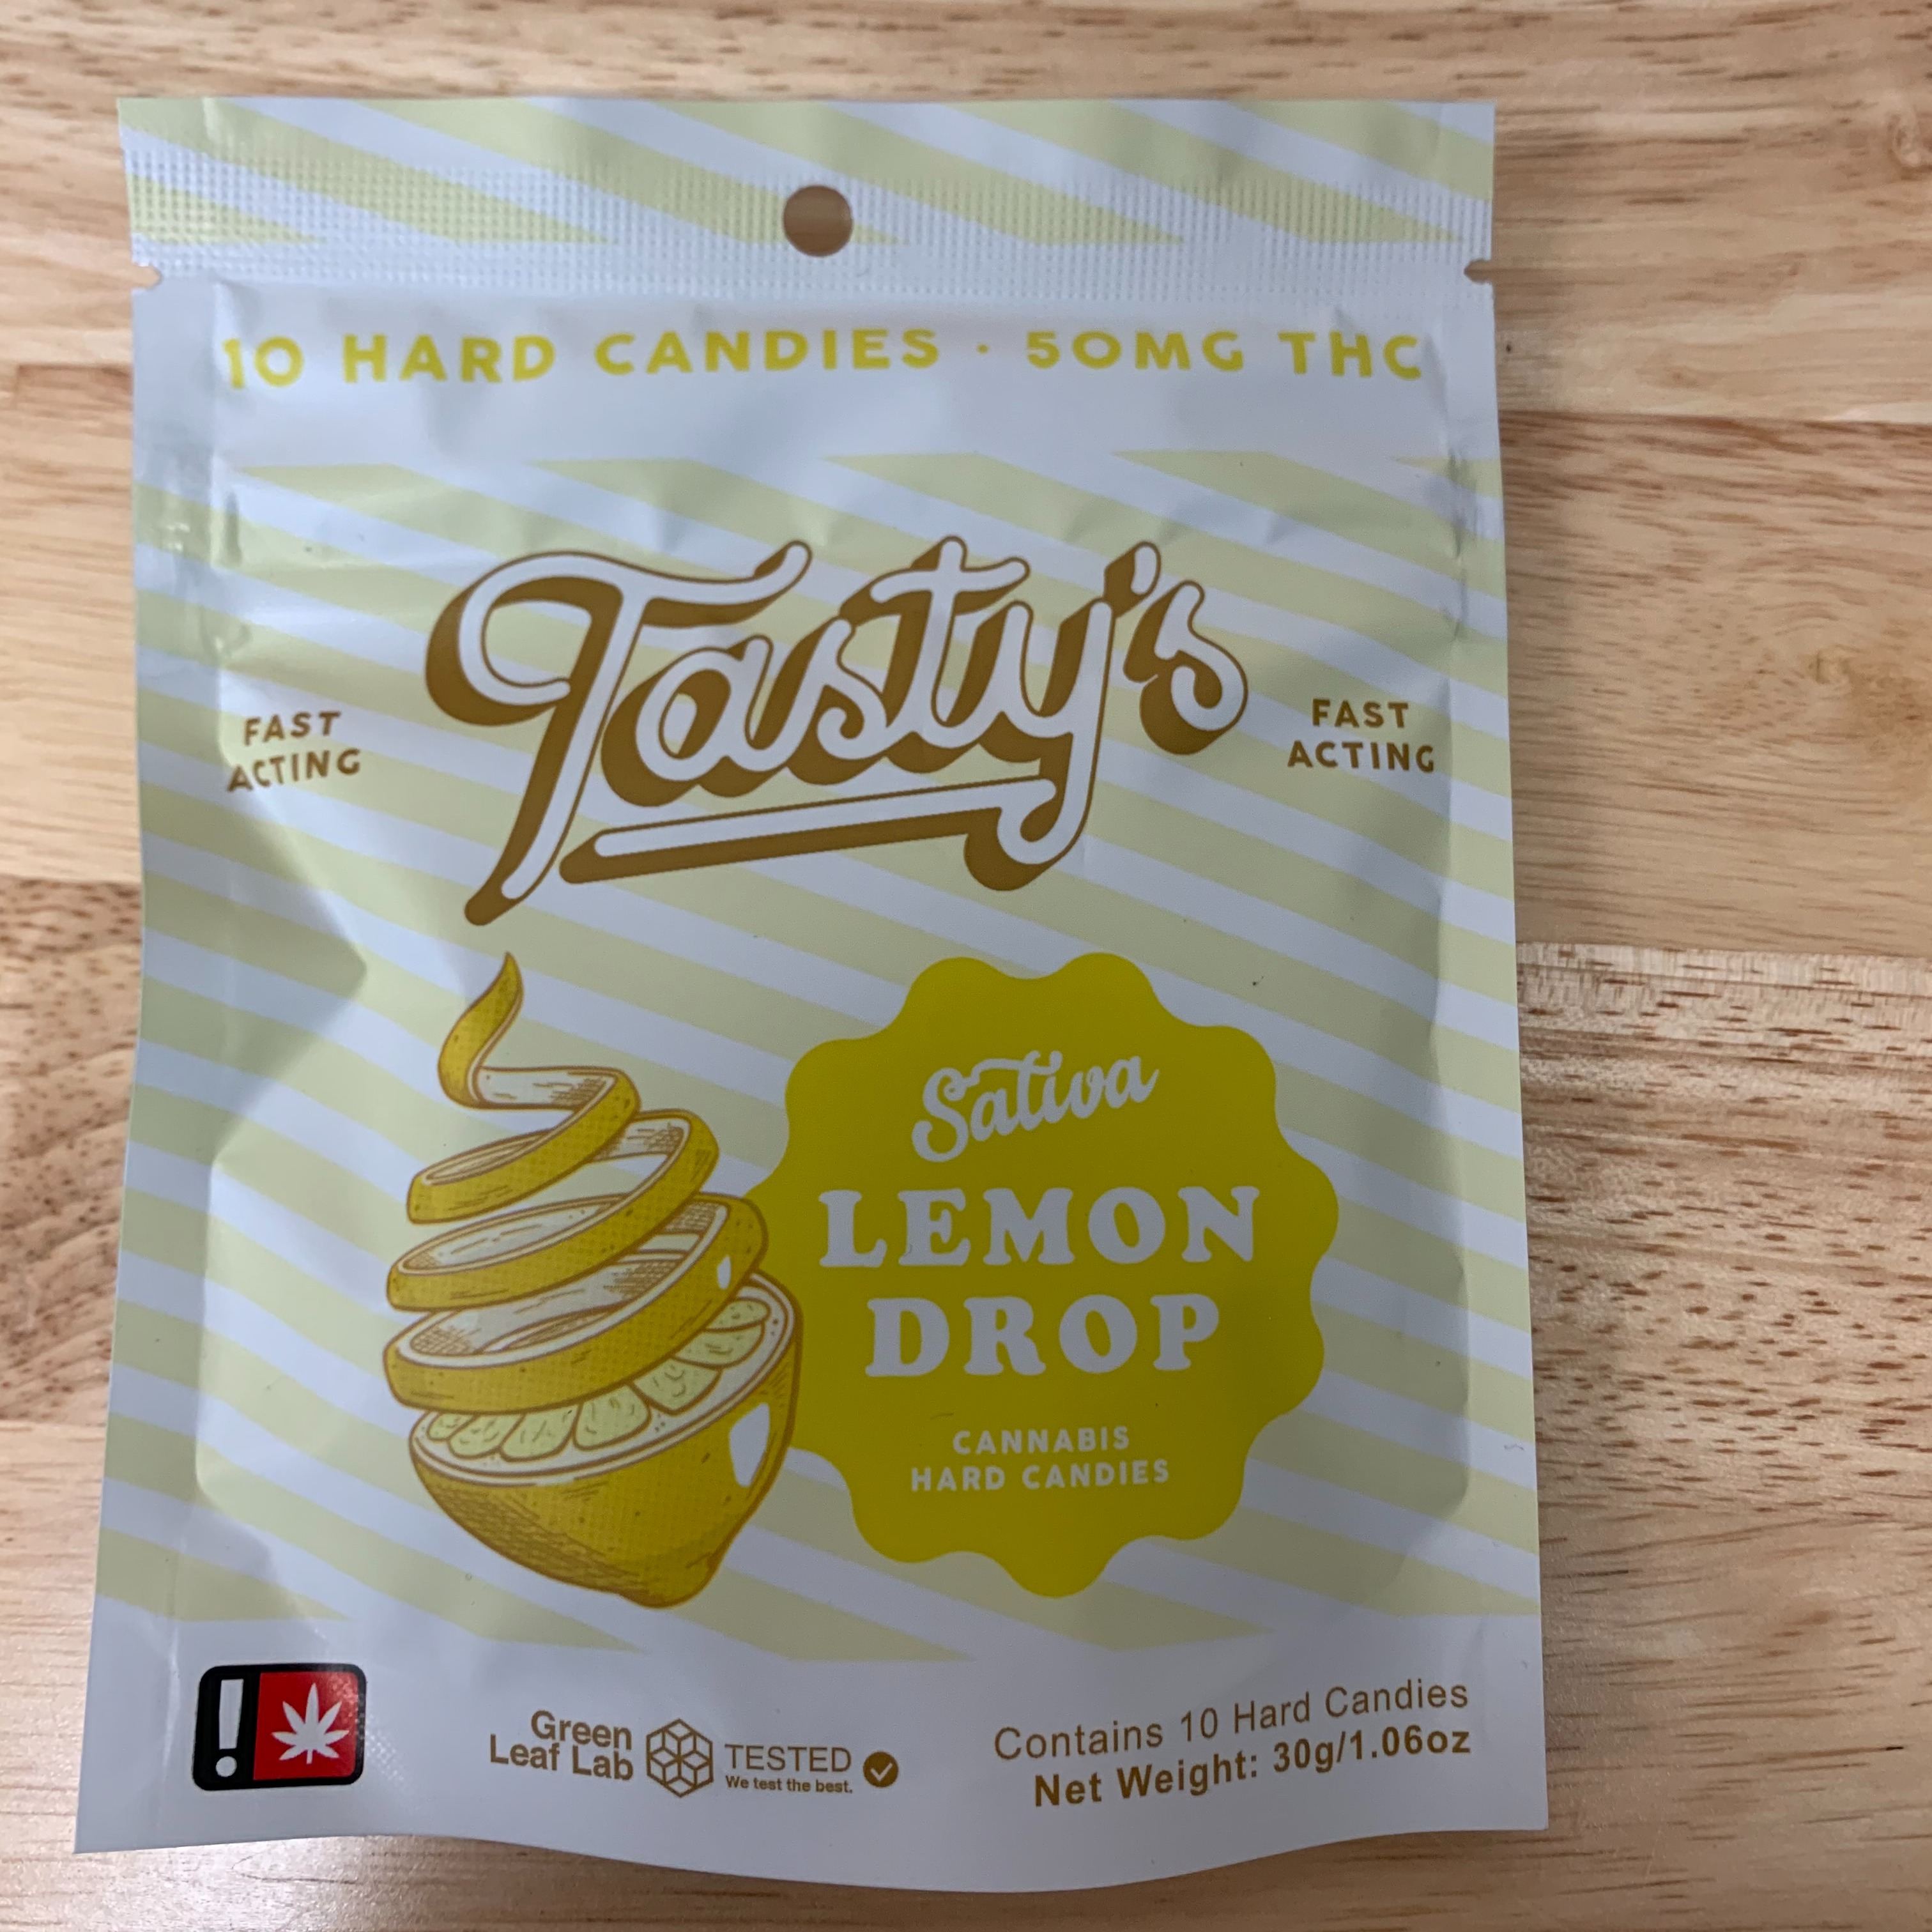 10 HARD CANDIES · 50MG THC
Tasty's
FAST
ACTING
FAST
ACTING
Sativa
LEMON
DROP
CANNABIS
HARD CANDIES
!
Green
Leaf Lab
TESTED
We test the best.
Contains 10 Hard Candies
Net Weight: 30g/1.06oz